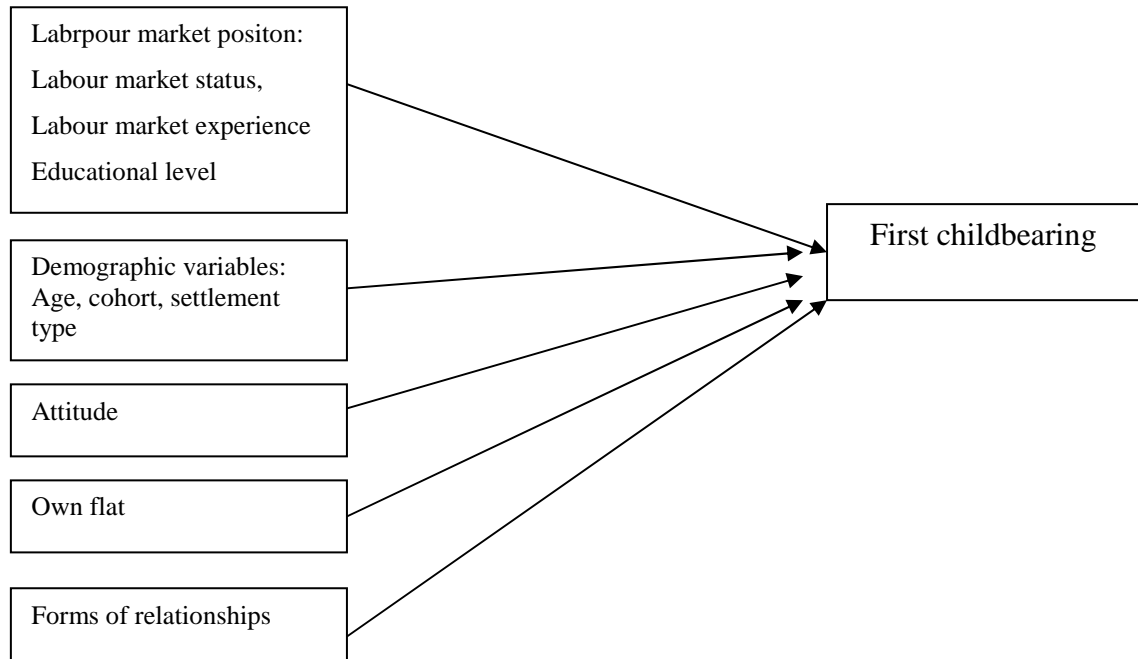 Labrpour market positon:
Labour market status,
Labour market experience
Educational level
First childbearing
Demographic variables:
Age, cohort, settlement
type
Attitude
Own flat
Forms of relationships